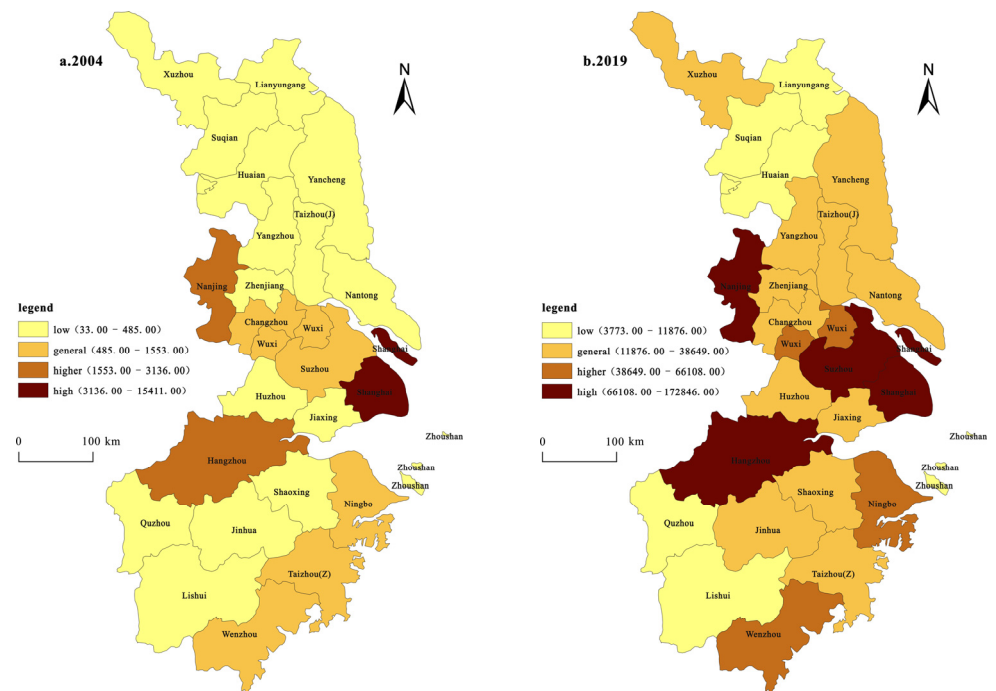 a.2004
N
Xuzhou
Lianyungang
Suqian
Huaian
Yancheng
Taizhou(J)
Yangzhou
Nanjing
Zhenjiang
Nantong
Changzhou
Wuxi
Wuxi
Suzhou
Shanghai
Shanghai
Huzhou
Jiaxing
Zhoushan
Hangzhou
Zhoushan
Zhoushan
Shaoxing
Ningbo
Quzhou
Jinhua
Taizhou(Z)
Lishui
Wenzhou
legend
low (33.00 - 485.00)
general (485.00 - 1553.00)
higher (1553.00 - 3136.00)
high (3136.00 - 15411.00)
0 100 km
b.2019
N
Xuzhou
Lianyungang
Suqian
Huaian
Yancheng
Taizhou(J)
Yangzhou
Nanjing
Zhenjiang
Nantong
Changzhou
Wuxi
Wuxi
Suzhou
Shanghai
Shanghai
Huzhou
Jiaxing
Zhoushan
Hangzhou
Zhoushan
Zhoushan
Shaoxing
Ningbo
Quzhou
Jinhua
Taizhou(Z)
Lishui
Wenzhou
legend
low (3773.00 - 11876.00)
general (11876.00 - 38649.00)
higher (38649.00 - 66108.00)
high (66108.00 - 172846.00)
0 100 km